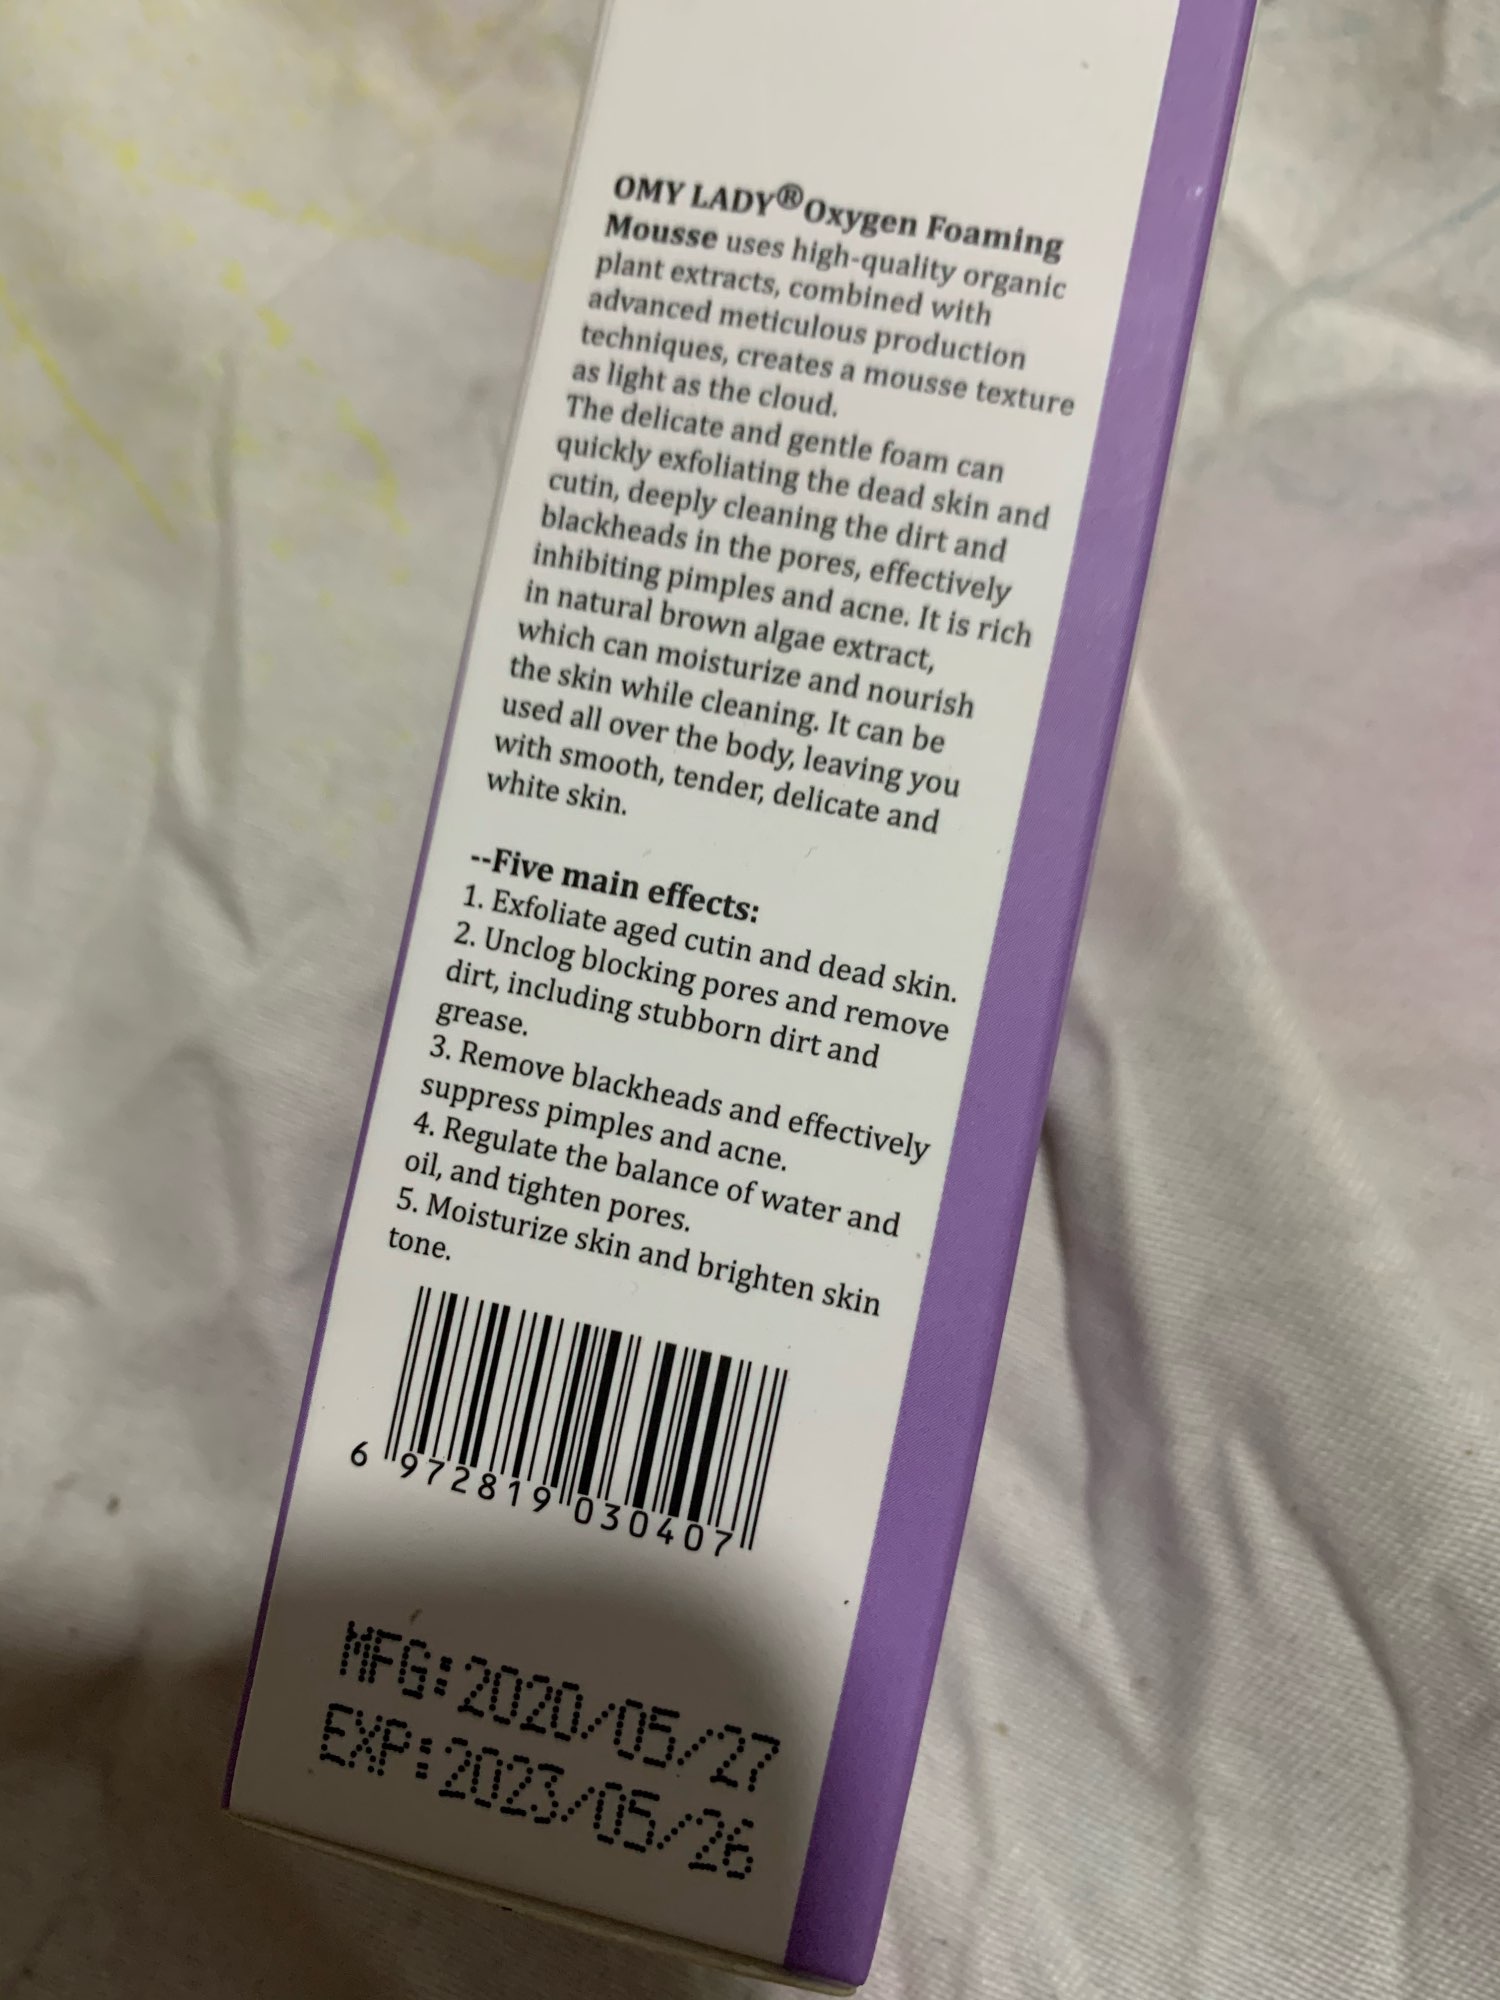 OMY LADY®Oxygen Foaming
Mousse uses high-quality organic
plant extracts, combined with
advanced meticulous production
techniques, creates a mousse texture
as light as the cloud.
The delicate and gentle foam can
quickly exfoliating the dead skin and
cutin, deeply cleaning the dirt and
blackheads in the pores, effectively
inhibiting pimples and acne. It is rich
in natural brown algae extract,
which can moisturize and nourish
the skin while cleaning. It can be
used all over the body, leaving you
with smooth, tender, delicate and
white skin.
--Five main effects:
1. Exfoliate aged cutin and dead skin.
2. Unclog blocking pores and remove
dirt, including stubborn dirt and
grease.
3. Remove blackheads and effectively
suppress pimples and acne.
4. Regulate the balance of water and
oil, and tighten pores.
5. Moisturize skin and brighten skin
tone.
6 972819 030407
MFG:2020/05/27
EXP:2023/05/26